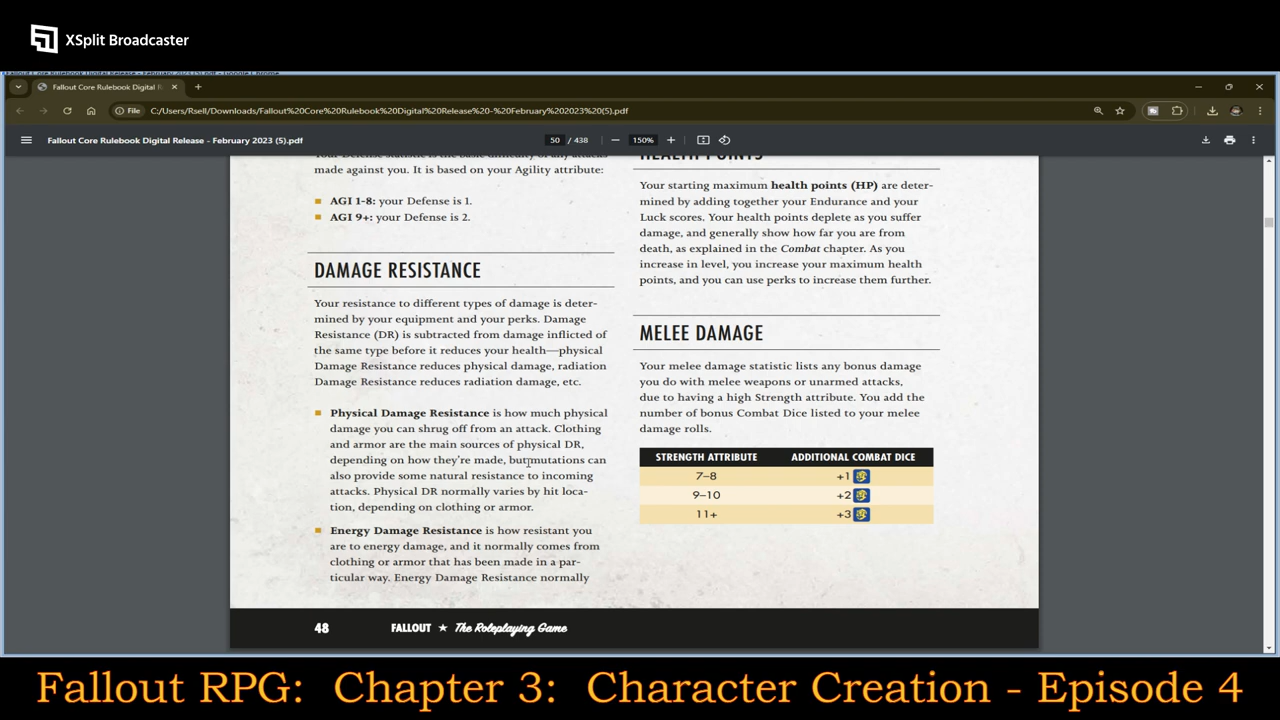 XSplit Broadcaster
Fallout Core Rulebook Digital R
File
C:/Users/Rsell/Downloads/Fallout%20Core%20Rulebook%20Digital%20Release%20-%20February%202023%20(5).pdf
Fallout Core Rulebook Digital Release - February 2023 (5).pdf
50 / 438
150%
Your Defense statistic is the basic difficulty of any attacks
made against you. It is based on your Agility attribute:
AGI 1-8: your Defense is 1.
AGI 9+: your Defense is 2.
DAMAGE RESISTANCE
Your resistance to different types of damage is deter-
mined by your equipment and your perks. Damage
Resistance (DR) is subtracted from damage inflicted of
the same type before it reduces your health—physical
Damage Resistance reduces physical damage, radiation
Damage Resistance reduces radiation damage, etc.
Physical Damage Resistance is how much physical
damage you can shrug off from an attack. Clothing
and armor are the main sources of physical DR,
depending on how they're made, but mutations can
also provide some natural resistance to incoming
attacks. Physical DR normally varies by hit loca-
tion, depending on clothing or armor.
Energy Damage Resistance is how resistant you
are to energy damage, and it normally comes from
clothing or armor that has been made in a par-
ticular way. Energy Damage Resistance normally
HEALTH POINTS
Your starting maximum health points (HP) are deter-
mined by adding together your Endurance and your
Luck scores. Your health points deplete as you suffer
damage, and generally show how far you are from
death, as explained in the Combat chapter. As you
increase in level, you increase your maximum health
points, and you can use perks to increase them further.
MELEE DAMAGE
Your melee damage statistic lists any bonus damage
you do with melee weapons or unarmed attacks,
due to having a high Strength attribute. You add the
number of bonus Combat Dice listed to your melee
damage rolls.
STRENGTH ATTRIBUTE ADDITIONAL COMBAT DICE
7–8 +1
9–10 +2
11+ +3
48 FALLOUT ★ The Roleplaying Game
Fallout RPG: Chapter 3: Character Creation - Episode 4